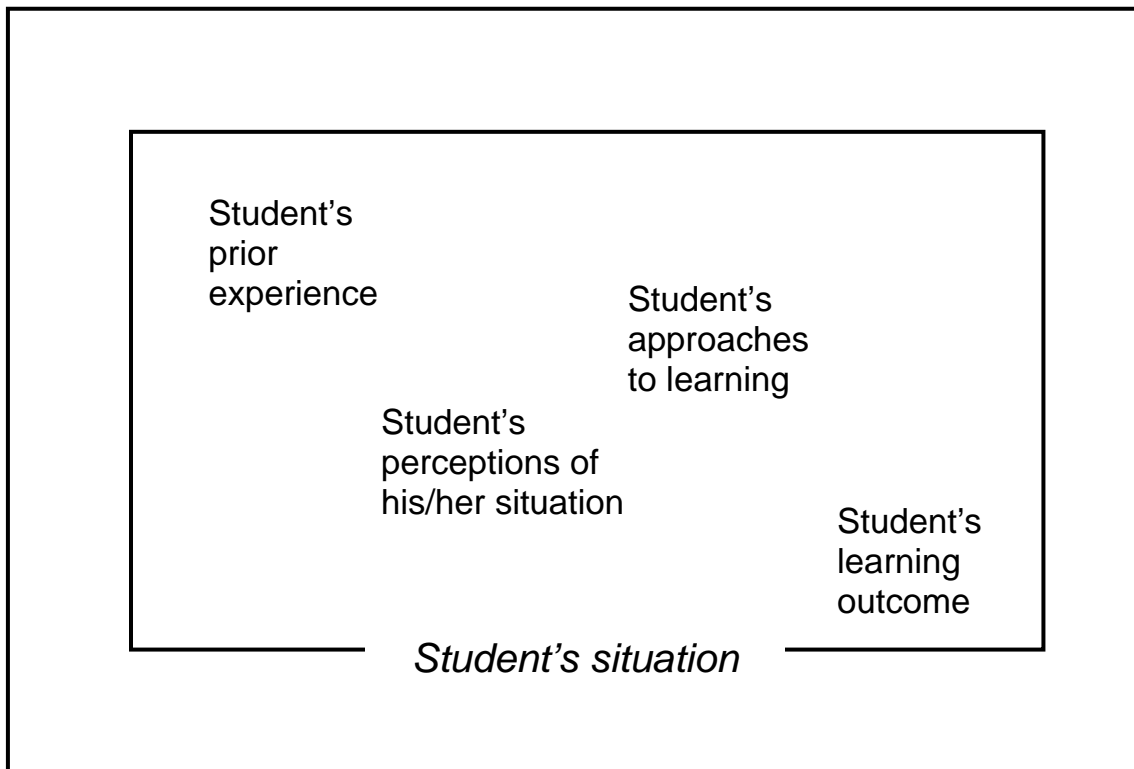 Student’s
prior
experience
Student’s
approaches
to learning
Student’s
perceptions of
his/her situation
Student’s
learning
outcome
Student’s situation